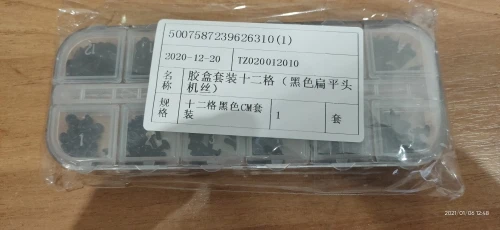 5007587239626310(1)
2020-12-20 TZ020012010
名称 胶盒套装十二格（黑色扁平头机丝）
规格 十二格黑色CM套装 1 套
1
2021/01/06 12:48